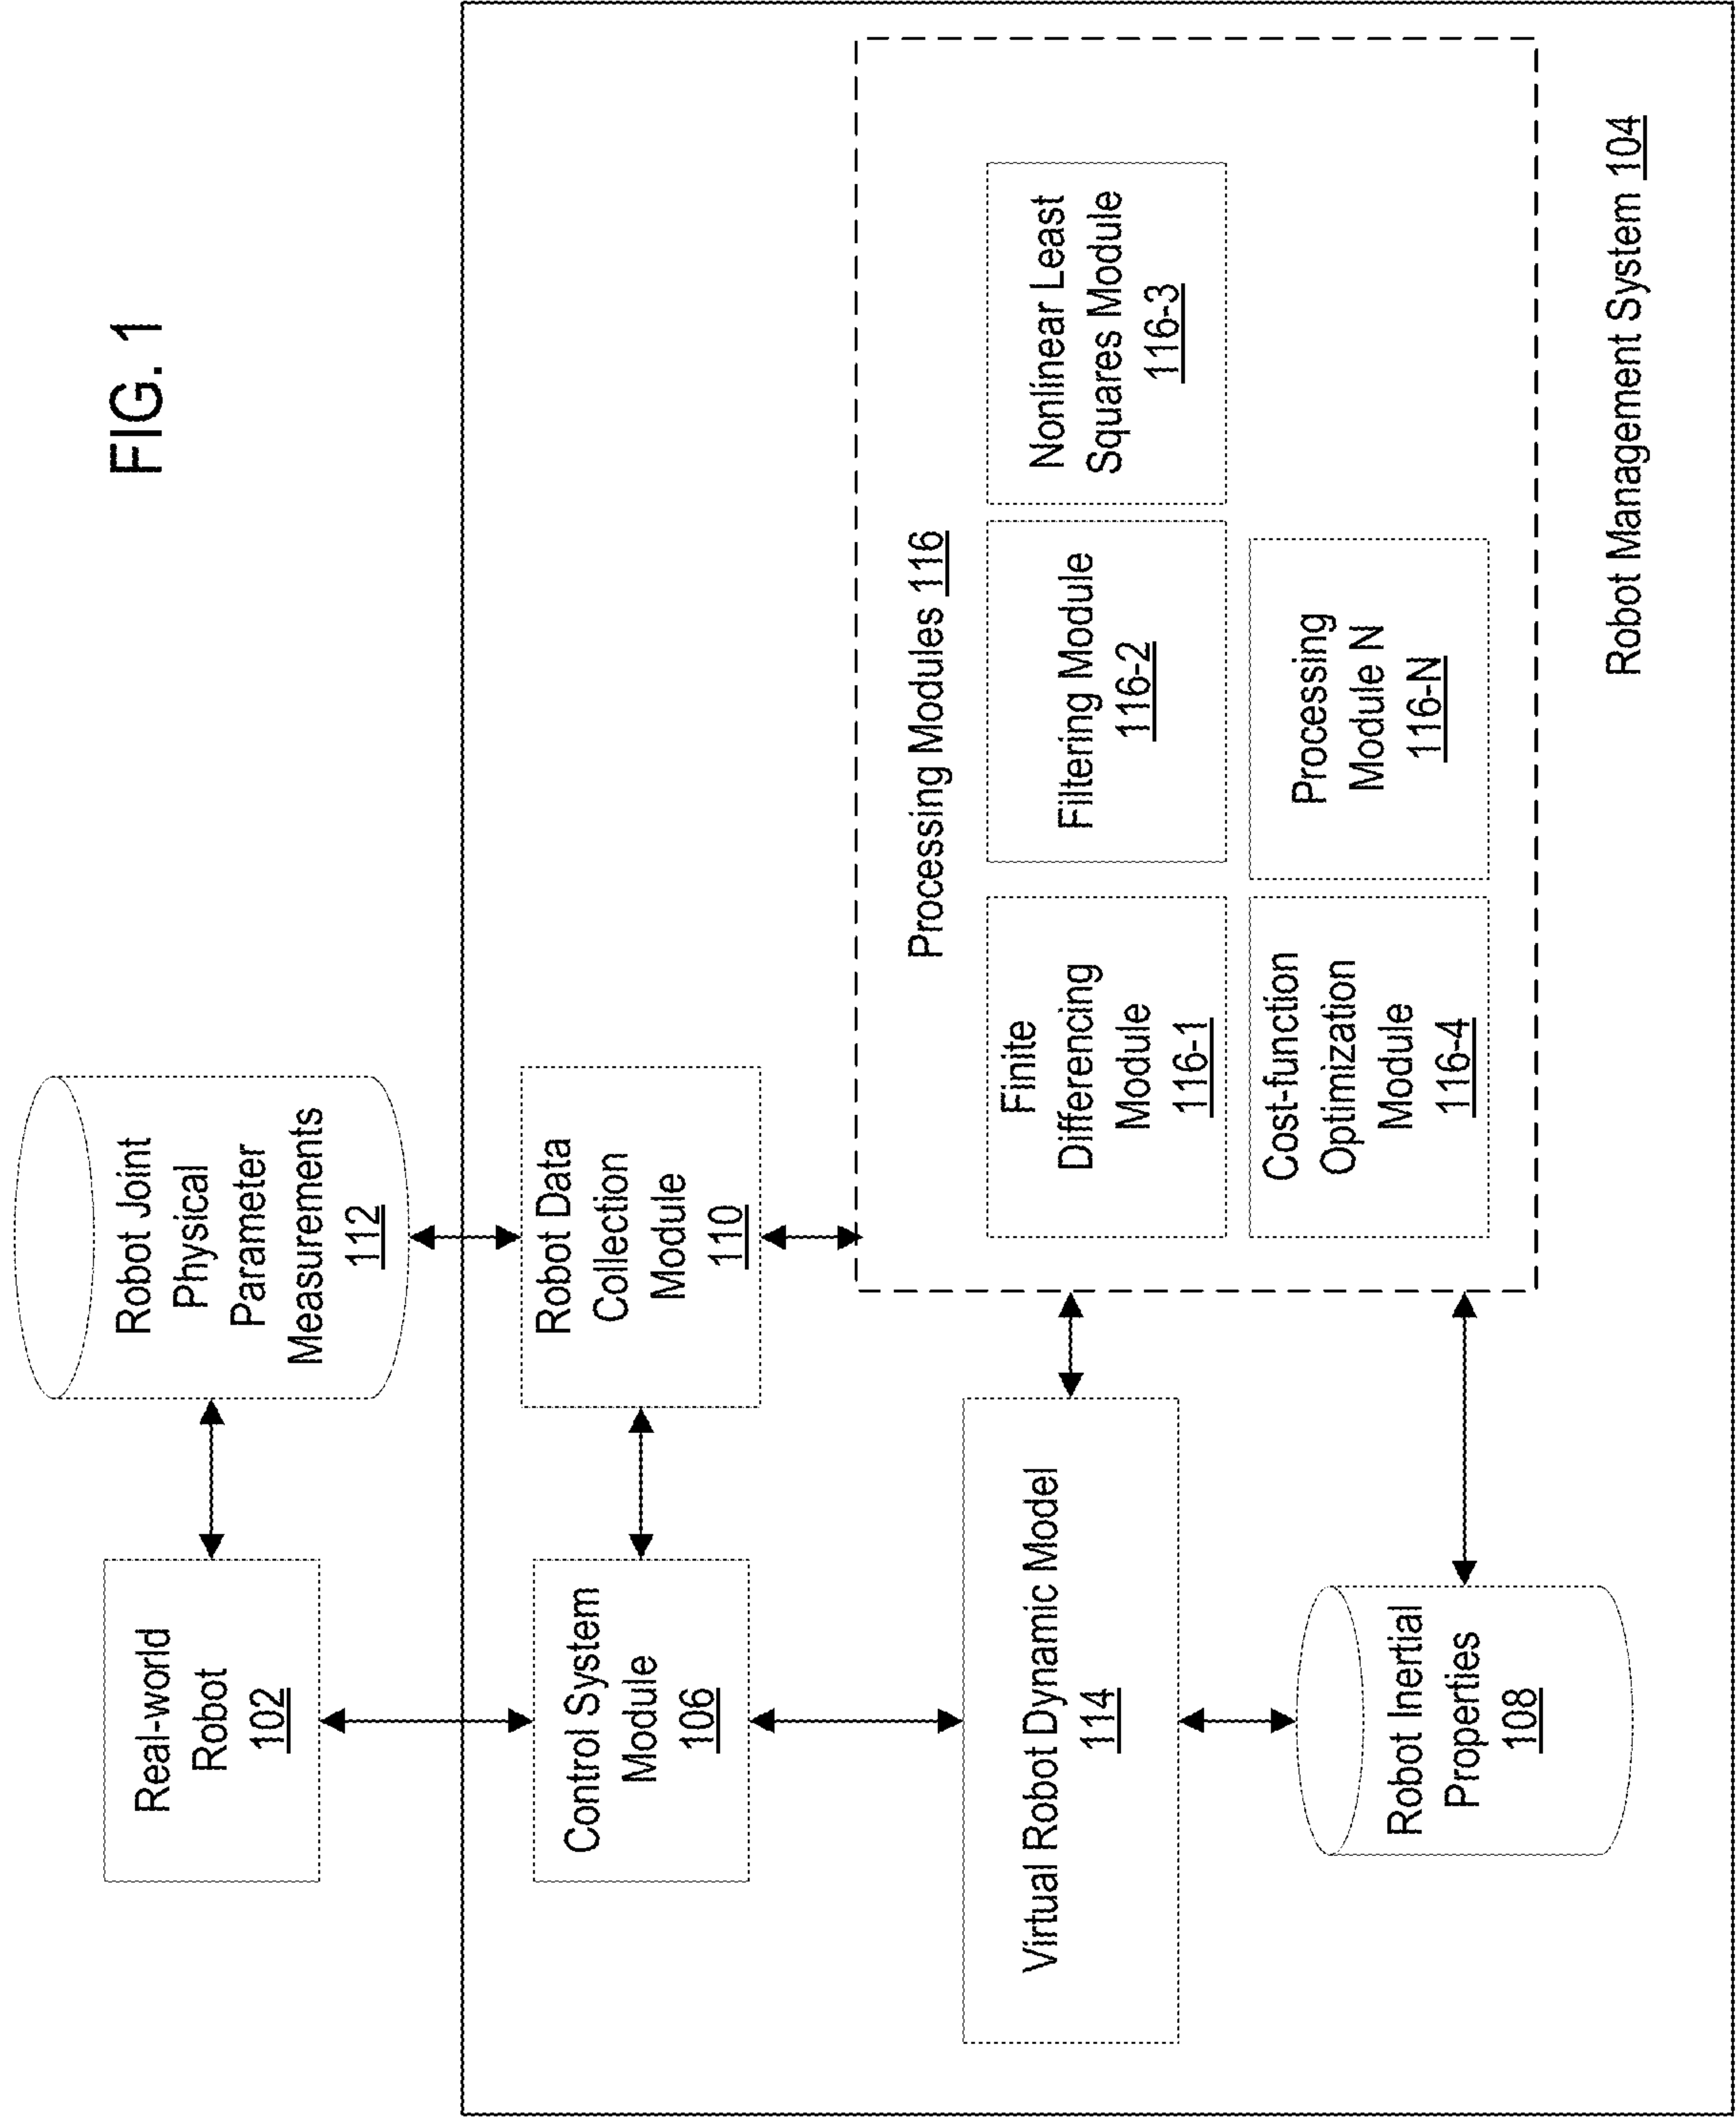 FIG. 1
Real-world
Robot
102
Robot Joint
Physical
Parameter
Measurements
112
Control System
Module
106
Robot Data
Collection
Module
110
Virtual Robot Dynamic Model
114
Robot Inertial
Properties
108
Processing Modules 116
Finite
Differencing
Module
116-1
Filtering Module
116-2
Nonlinear Least
Squares Module
116-3
Cost-function
Optimization
Module
116-4
Processing
Module N
116-N
Robot Management System 104